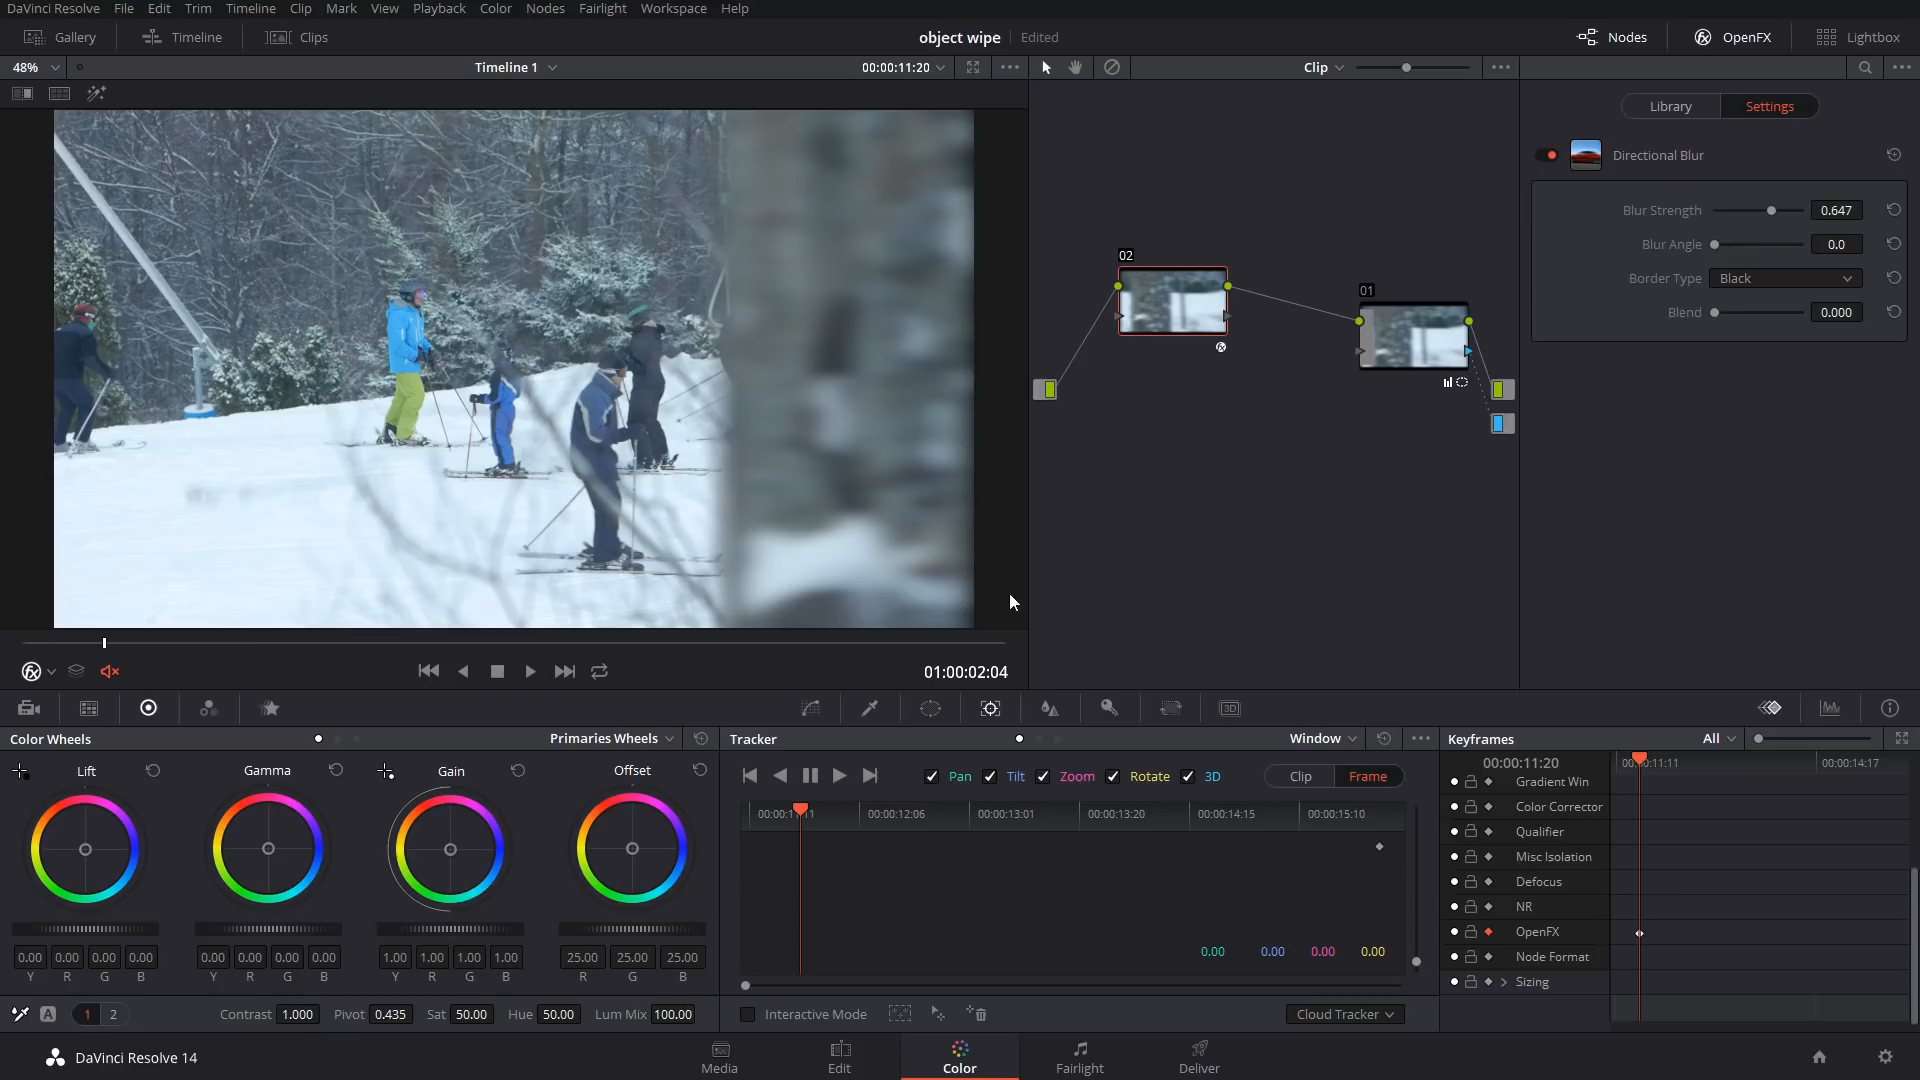 DaVinci Resolve File Edit Trim Timeline Clip Mark View Playback Color Nodes Fairlight Workspace Help
Gallery Timeline Clips object wipe Edited Nodes OpenFX Lightbox
48% Timeline 1 00:00:11:20 Clip
Library Settings
Directional Blur
Blur Strength 0.647
Blur Angle 0.0
Border Type Black
Blend 0.000
02
01
01:00:02:04
3D
Color Wheels Primaries Wheels Tracker Window Keyframes All
Lift Gamma Gain Offset
Pan Tilt Zoom Rotate 3D Clip Frame
00:00:12:06 00:00:13:01 00:00:13:20 00:00:14:15 00:00:15:10
00:00:11:20 00:00:14:17
Gradient Win
Color Corrector
Qualifier
Misc Isolation
Defocus
NR
OpenFX
Node Format
Sizing
0.00 0.00 0.00 0.00
0.00 0.00 0.00 0.00 0.00 0.00 0.00 0.00 1.00 1.00 1.00 1.00 25.00 25.00 25.00
Y R G B Y R G B Y R G B R G B
A 1 2 Contrast 1.000 Pivot 0.435 Sat 50.00 Hue 50.00 Lum Mix 100.00
Interactive Mode Cloud Tracker
DaVinci Resolve 14 Media Edit Color Fairlight Deliver